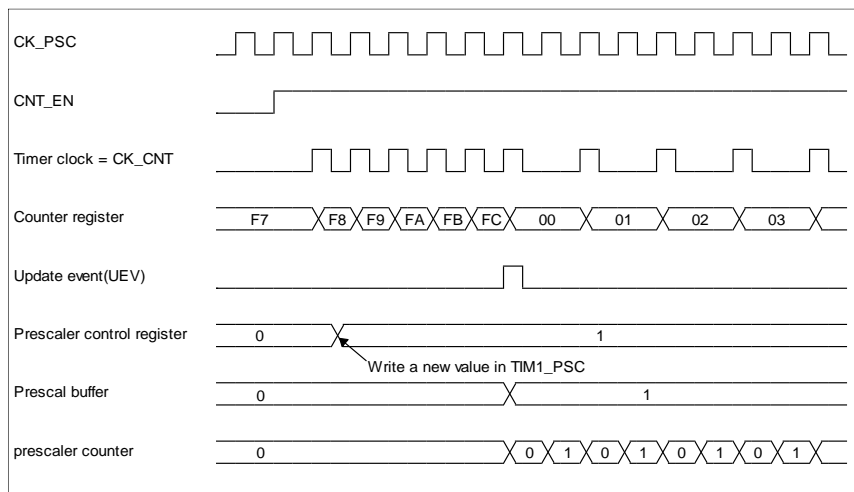 CK_PSC
CNT_EN
Timer clock = CK_CNT
Counter register F7 F8 F9 FA FB FC 00 01 02 03
Update event(UEV)
Prescaler control register 0 1
Write a new value in TIM1_PSC
Prescal buffer 0 1
prescaler counter 0 0 1 0 1 0 1 0 1